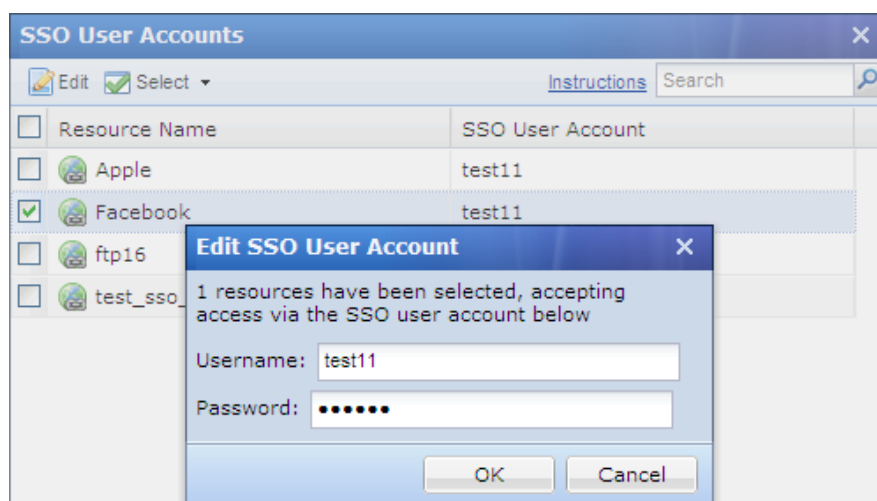 SSO User Accounts
Edit Select Instructions Search
Resource Name SSO User Account
Apple test11
Facebook test11
ftp16
test_sso_
Edit SSO User Account
1 resources have been selected, accepting
access via the SSO user account below
Username: test11
Password: ••••••
OK Cancel